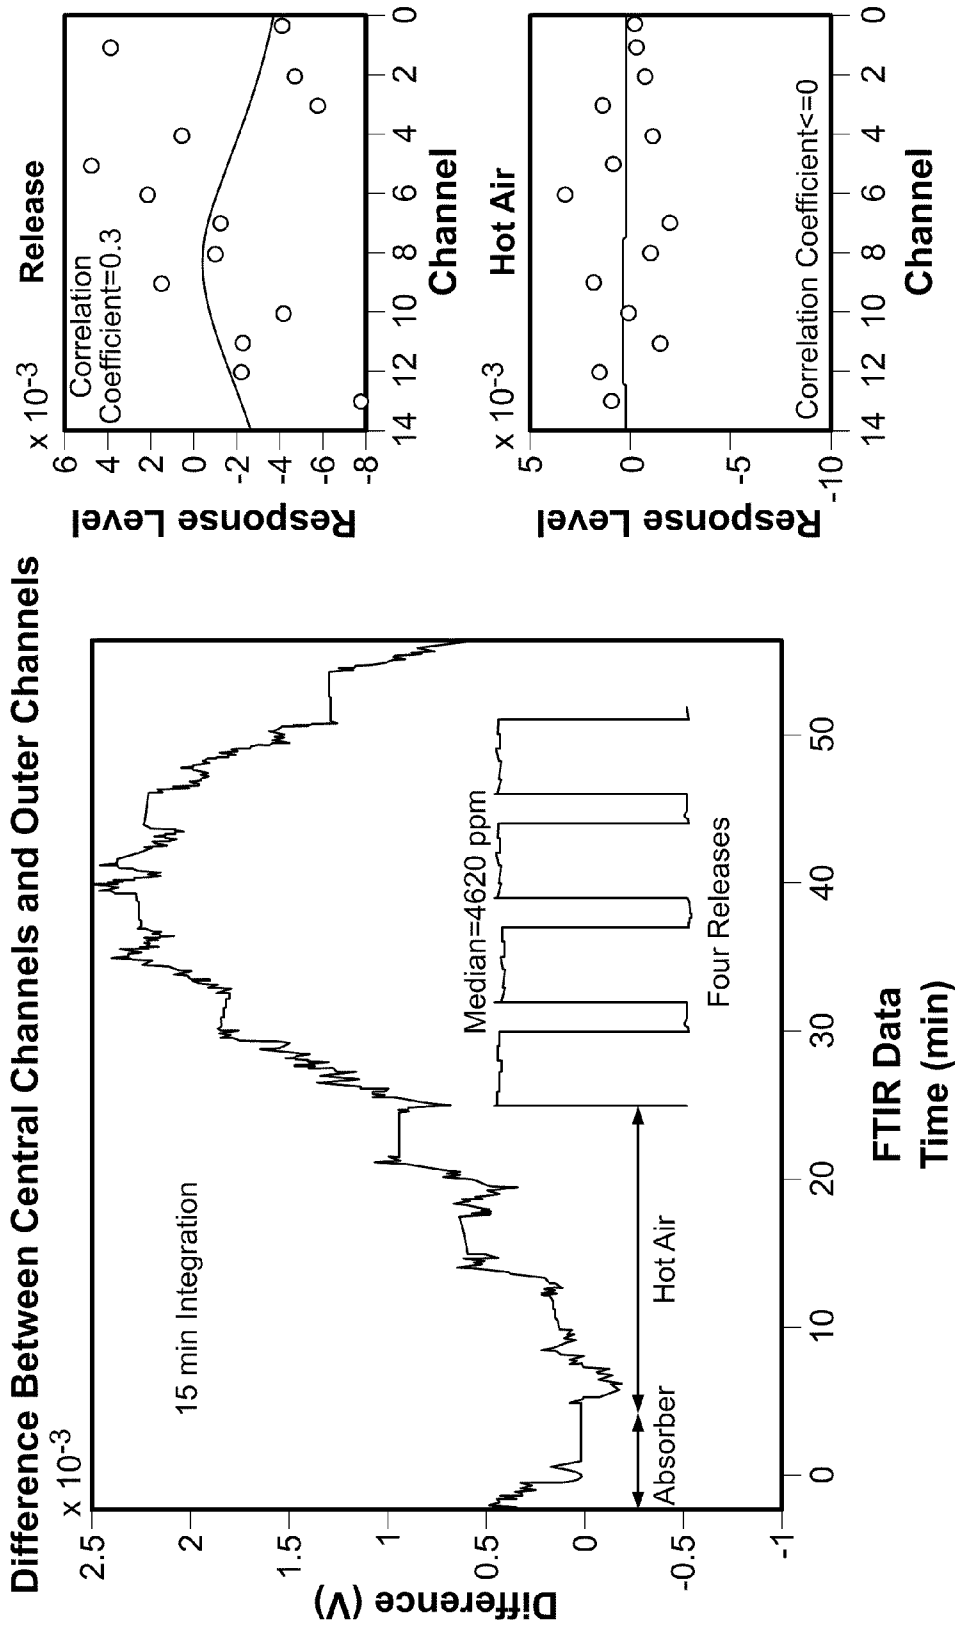 Difference Between Central Channels and Outer Channels
x 10-3
2.5
2
1.5
1
0.5
0
-0.5
-1
Difference (V)
15 min Integration
Median=4620 ppm
Absorber
Hot Air
Four Releases
0
10
20
30
40
50
FTIR Data
Time (min)
Release
x 10-3
6
4
2
0
-2
-4
-6
-8
Response Level
Correlation
Coefficient=0.3
14
12
10
8
6
4
2
0
Channel
Hot Air
x 10-3
5
0
-5
-10
Response Level
Correlation Coefficient<=0
14
12
10
8
6
4
2
0
Channel